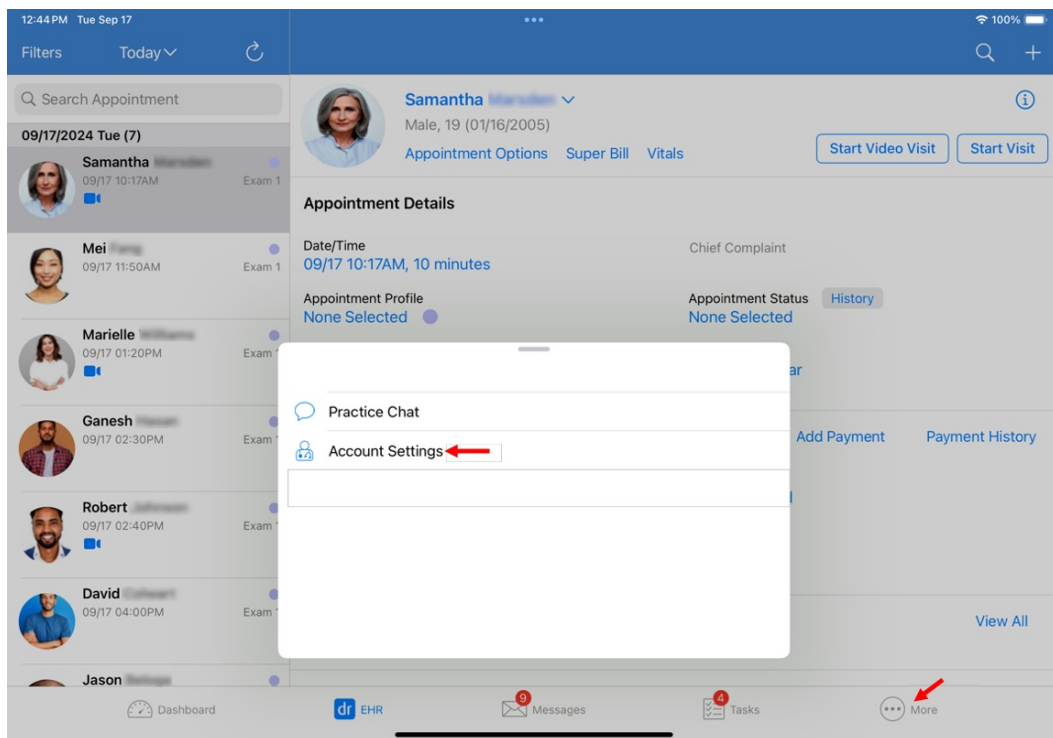 12:44 PM Tue Sep 17
100%
Filters
Today
Search Appointment
09/17/2024 Tue (7)
Samantha
09/17 10:17AM
Exam 1
Mei
09/17 11:50AM
Exam 1
Marielle
09/17 01:20PM
Exam
Ganesh
09/17 02:30PM
Exam
Robert
09/17 02:40PM
Exam
David
09/17 04:00PM
Exam
Jason
Samantha
Male, 19 (01/16/2005)
Appointment Options Super Bill Vitals
Start Video Visit
Start Visit
Appointment Details
Date/Time
09/17 10:17AM, 10 minutes
Chief Complaint
Appointment Profile
None Selected
Appointment Status History
None Selected
ar
Add Payment Payment History
View All
Practice Chat
Account Settings
Dashboard
dr EHR
9
Messages
4
Tasks
More